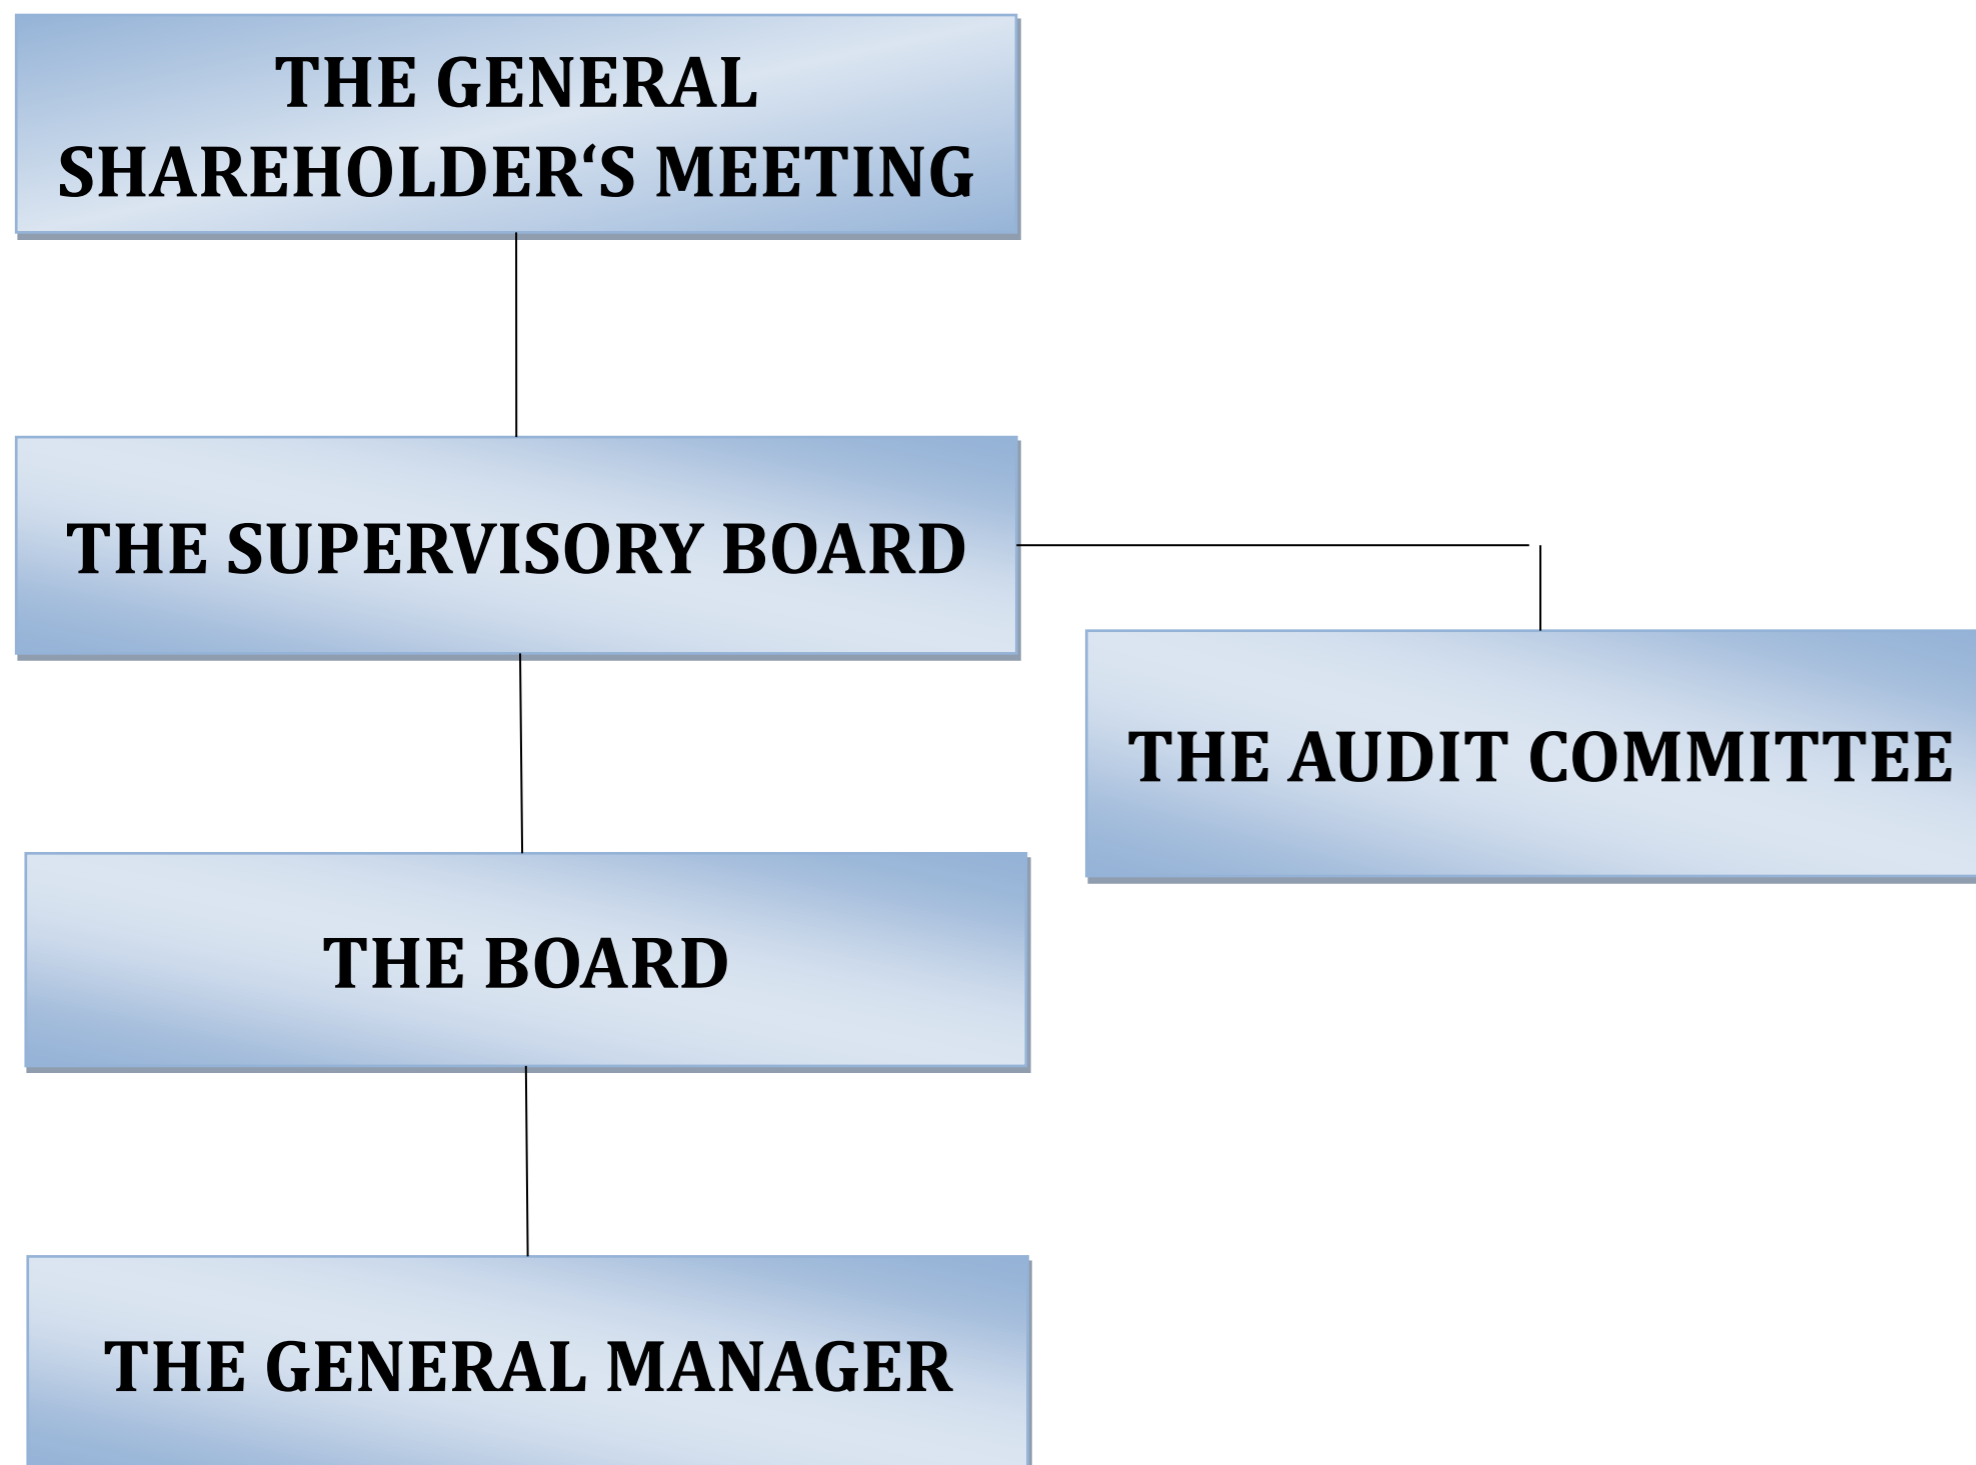 THE GENERAL
SHAREHOLDER‘S MEETING
THE SUPERVISORY BOARD
THE AUDIT COMMITTEE
THE BOARD
THE GENERAL MANAGER